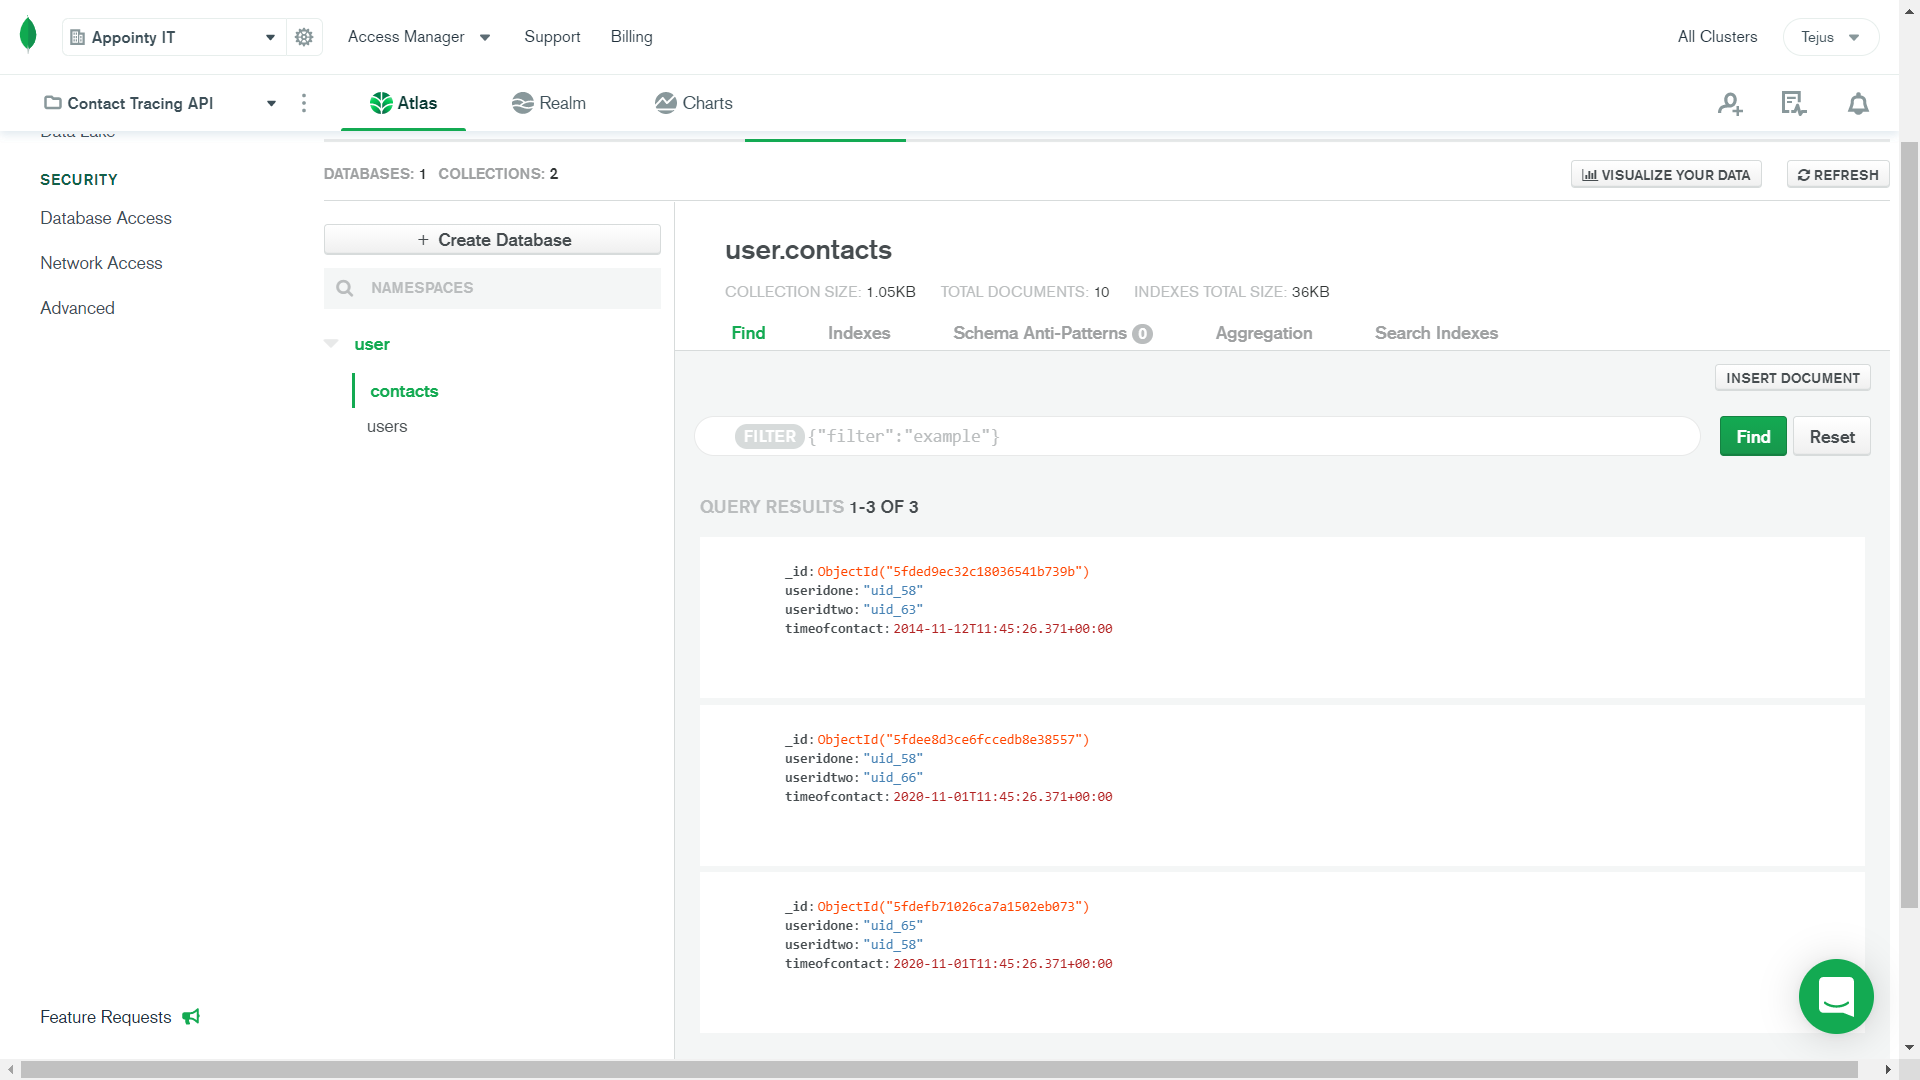 Appointy IT
Access Manager
Support
Billing
All Clusters
Tejus
Contact Tracing API
Atlas
Realm
Charts
Data Lake
SECURITY
Database Access
Network Access
Advanced
Feature Requests
DATABASES: 1 COLLECTIONS: 2
VISUALIZE YOUR DATA
REFRESH
+ Create Database
NAMESPACES
user
contacts
users
user.contacts
COLLECTION SIZE: 1.05KB TOTAL DOCUMENTS: 10 INDEXES TOTAL SIZE: 36KB
Find
Indexes
Schema Anti-Patterns 0
Aggregation
Search Indexes
INSERT DOCUMENT
FILTER {"filter":"example"}
Find
Reset
QUERY RESULTS 1-3 OF 3
_id: ObjectId("5fded9ec32c18036541b739b")
useridone: "uid_58"
useridtwo: "uid_63"
timeofcontact: 2014-11-12T11:45:26.371+00:00
_id: ObjectId("5fdee8d3ce6fccedb8e38557")
useridone: "uid_58"
useridtwo: "uid_66"
timeofcontact: 2020-11-01T11:45:26.371+00:00
_id: ObjectId("5fdefb71026ca7a1502eb073")
useridone: "uid_65"
useridtwo: "uid_58"
timeofcontact: 2020-11-01T11:45:26.371+00:00